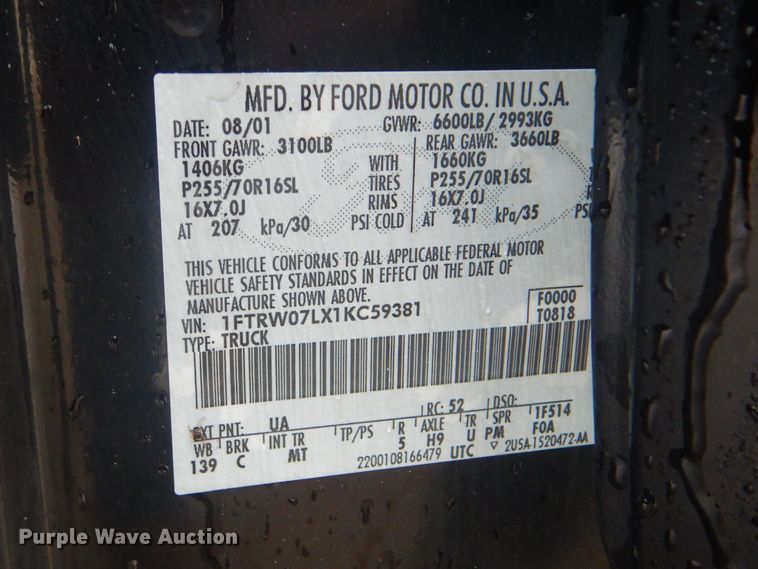 MFD. BY FORD MOTOR CO. IN U.S.A.
DATE: 08/01 GVWR: 6600LB/2993KG
FRONT GAWR: 3100LB REAR GAWR: 3660LB
1406KG WITH 1660KG
P255/70R16SL TIRES P255/70R16SL
16X7.0J RIMS 16X7.0J
AT 207 kPa/30 PSI COLD AT 241 kPa/35 PSI
THIS VEHICLE CONFORMS TO ALL APPLICABLE FEDERAL MOTOR
VEHICLE SAFETY STANDARDS IN EFFECT ON THE DATE OF
MANUFACTURE SHOWN ABOVE.
VIN: 1FTRW07LX1KC59381 F0000
TYPE: TRUCK T0818
EXT PNT: UA RC: 52 DSO:
WB BRK INT TR TP/PS R AXLE TR SPR 1F514
139 C MT 5 H9 U PM F0A
2200108166479 UTC ▽ 2U5A-1520472-AA
Purple Wave Auction